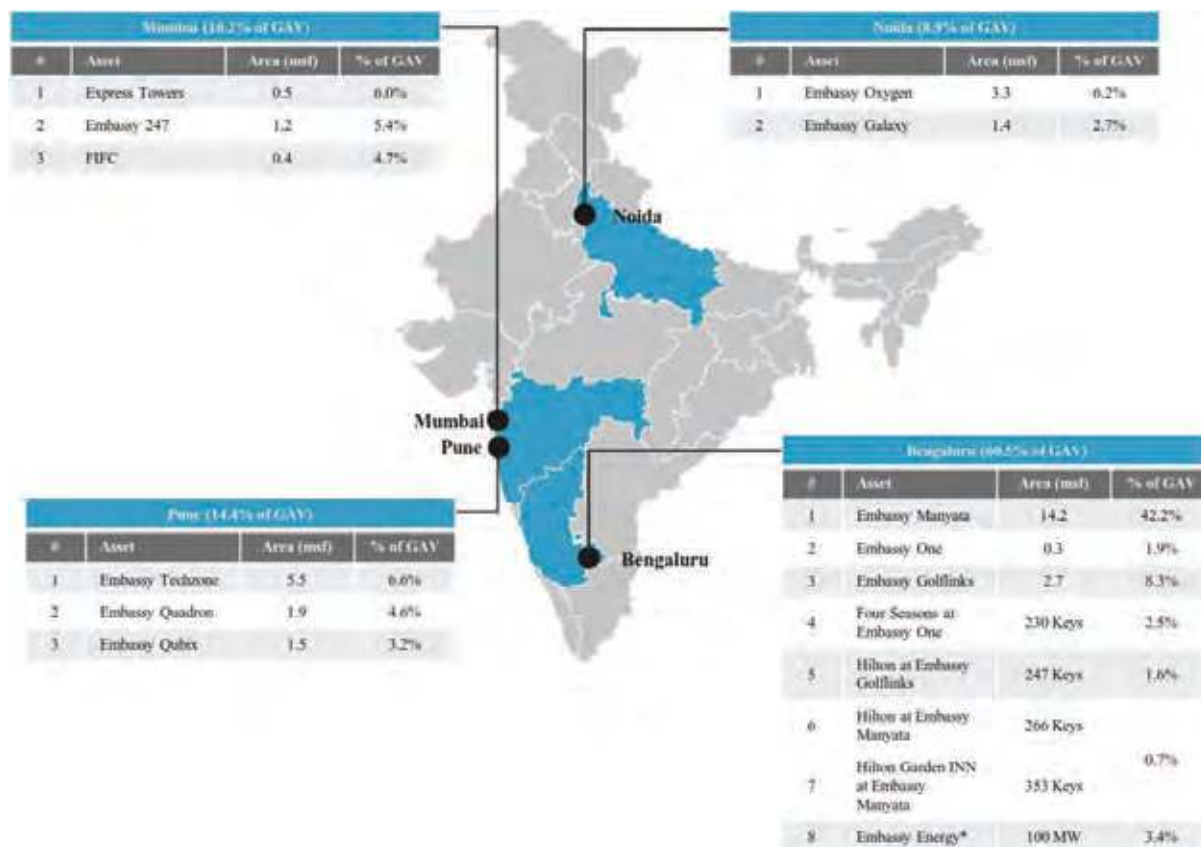 Mumbai (16.2% of GAV)
# Asset Area (msf) % of GAV
1 Express Towers 0.5 6.0%
2 Embassy 247 1.2 5.4%
3 FIFC 0.4 4.7%
Noida (8.9% of GAV)
# Asset Area (msf) % of GAV
1 Embassy Oxygen 3.3 6.2%
2 Embassy Galaxy 1.4 2.7%
Noida
Mumbai
Pune
Bengaluru
Pune (14.4% of GAV)
# Asset Area (msf) % of GAV
1 Embassy Techzone 5.5 6.6%
2 Embassy Quadron 1.9 4.6%
3 Embassy Qubix 1.5 3.2%
Bengaluru (60.5% of GAV)
# Asset Area (msf) % of GAV
1 Embassy Manyata 14.2 42.2%
2 Embassy One 0.3 1.9%
3 Embassy Golflinks 2.7 8.3%
4 Four Seasons at
Embassy One 230 Keys 2.5%
5 Hilton at Embassy
Golflinks 247 Keys 1.6%
6 Hilton at Embassy
Manyata 266 Keys
0.7%
7 Hilton Garden INN
at Embassy
Manyata 353 Keys
8 Embassy Energy* 100 MW 3.4%